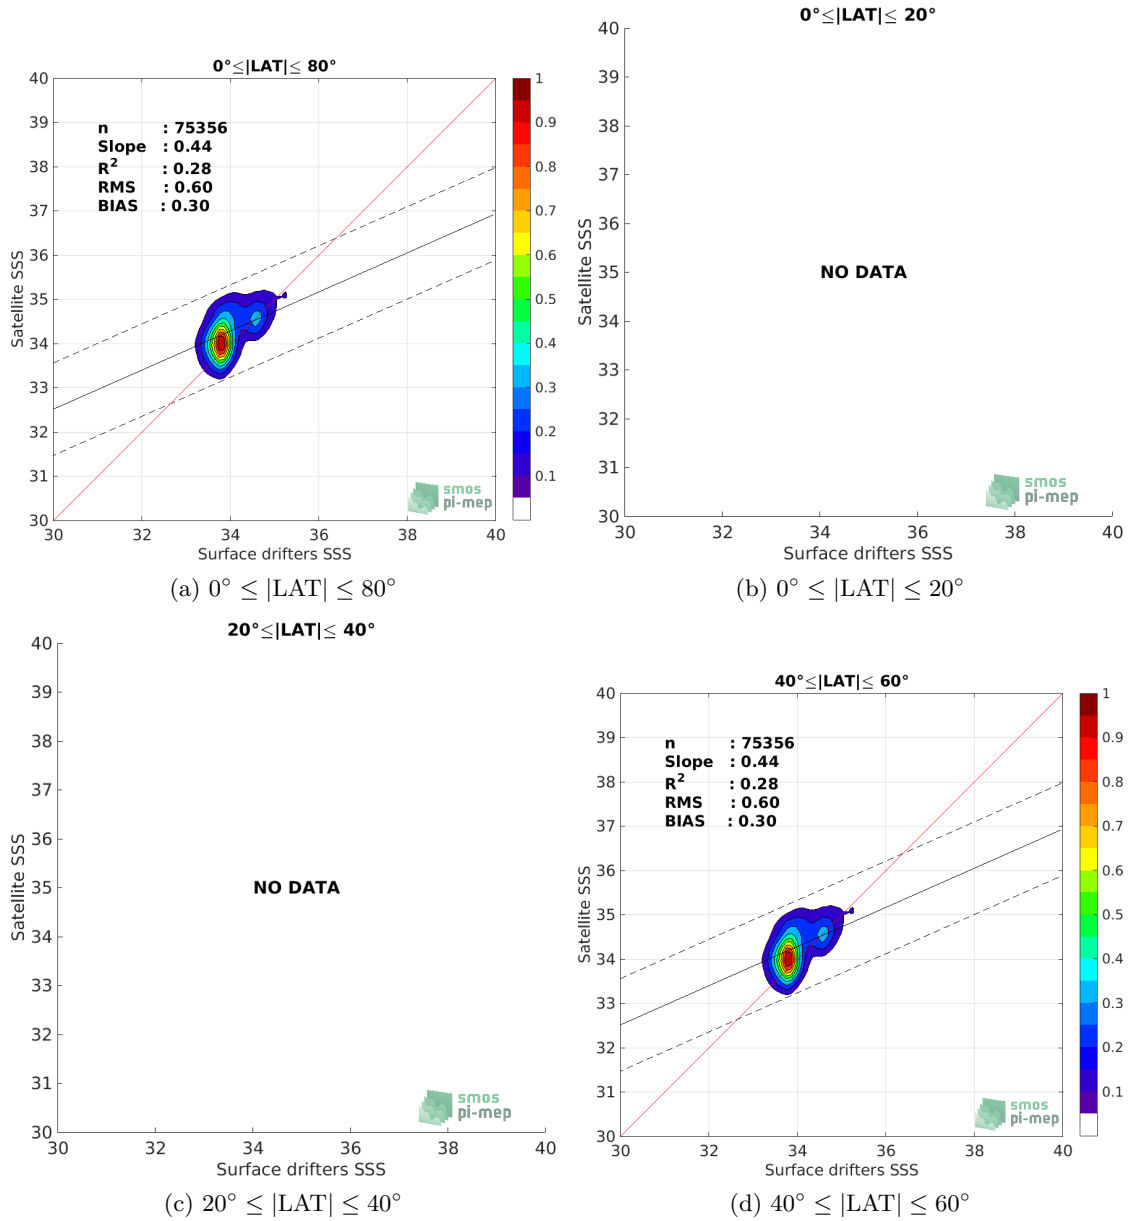 0°≤|LAT|≤ 80°
40
39
38
37
36
35
34
33
32
31
30
Satellite SSS
n : 75356
Slope : 0.44
R² : 0.28
RMS : 0.60
BIAS : 0.30
1
0.9
0.8
0.7
0.6
0.5
0.4
0.3
0.2
0.1
smos
pi-mep
30 32 34 36 38 40
Surface drifters SSS
(a) 0° ≤ |LAT| ≤ 80°
0°≤|LAT|≤ 20°
40
39
38
37
36
35
34
33
32
31
30
Satellite SSS
NO DATA
smos
pi-mep
30 32 34 36 38 40
Surface drifters SSS
(b) 0° ≤ |LAT| ≤ 20°
20°≤|LAT|≤ 40°
40
39
38
37
36
35
34
33
32
31
30
Satellite SSS
NO DATA
smos
pi-mep
30 32 34 36 38 40
Surface drifters SSS
(c) 20° ≤ |LAT| ≤ 40°
40°≤|LAT|≤ 60°
40
39
38
37
36
35
34
33
32
31
30
Satellite SSS
n : 75356
Slope : 0.44
R² : 0.28
RMS : 0.60
BIAS : 0.30
1
0.9
0.8
0.7
0.6
0.5
0.4
0.3
0.2
0.1
smos
pi-mep
30 32 34 36 38 40
Surface drifters SSS
(d) 40° ≤ |LAT| ≤ 60°